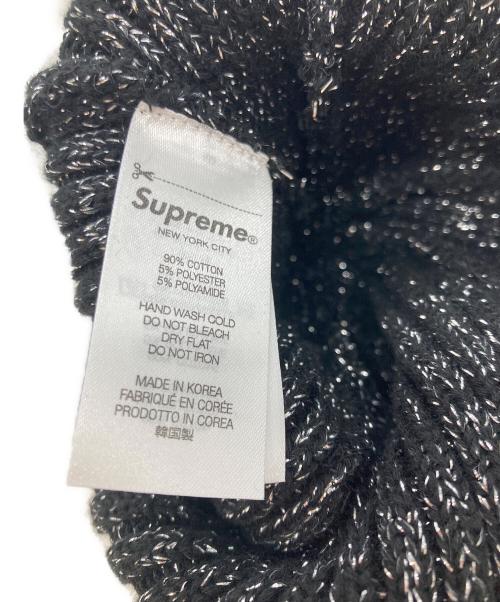 Supreme®
NEW YORK CITY
90% COTTON
5% POLYESTER
5% POLYAMIDE
HAND WASH COLD
DO NOT BLEACH
DRY FLAT
DO NOT IRON
MADE IN KOREA
FABRIQUÉ EN CORÉE
PRODOTTO IN COREA
韓国製